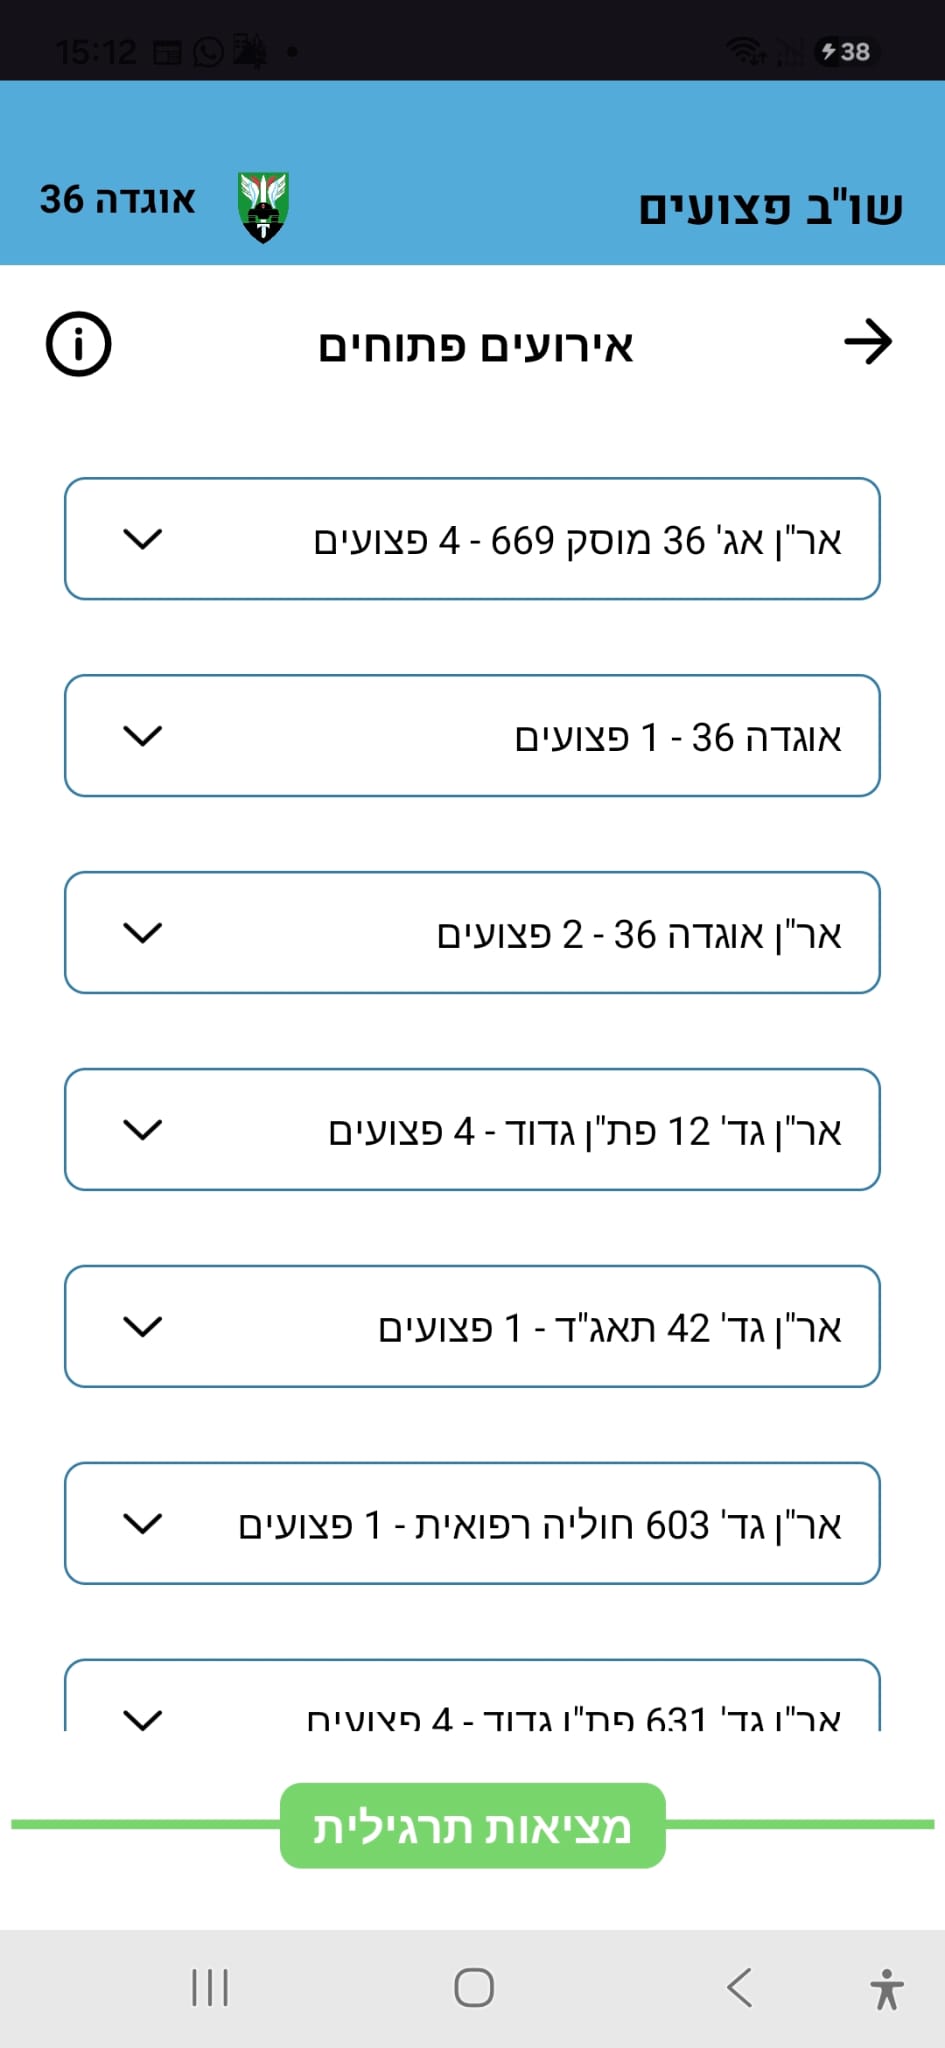 15:12
38
שו"ב פצועים
אוגדה 36
אירועים פתוחים
אר"ן אג' 36 מוסק 669 - 4 פצועים
אוגדה 36 - 1 פצועים
אר"ן אוגדה 36 - 2 פצועים
אר"ן גד' 12 פת"ן גדוד - 4 פצועים
אר"ן גד' 42 תאג"ד - 1 פצועים
אר"ן גד' 603 חוליה רפואית - 1 פצועים
אר"ן גד' 631 פת"ן גדוד - 4 פצועים
מציאות תרגילית